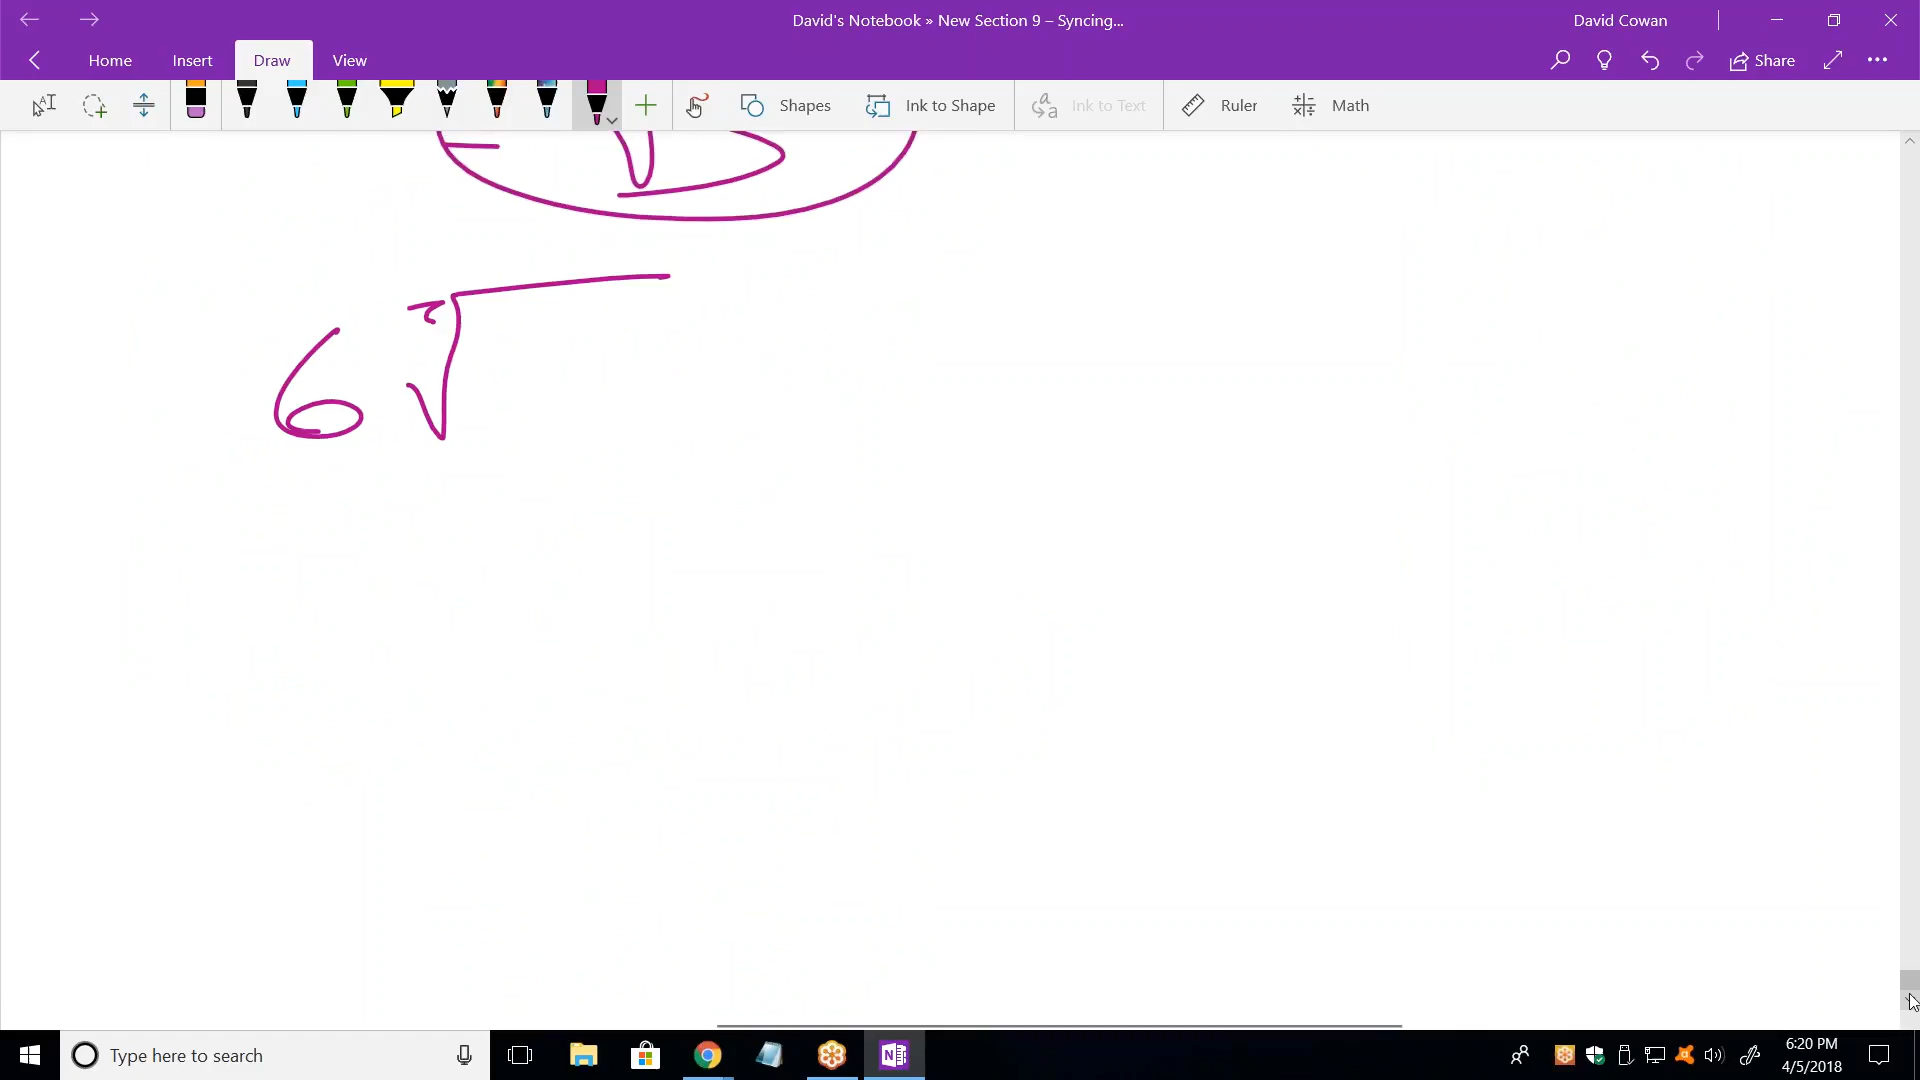 David's Notebook » New Section 9 – Syncing...
David Cowan
Home Insert Draw View
Share
Shapes
Ink to Shape
Ink to Text
Ruler
Math
6 √
Type here to search
6:20 PM
4/5/2018